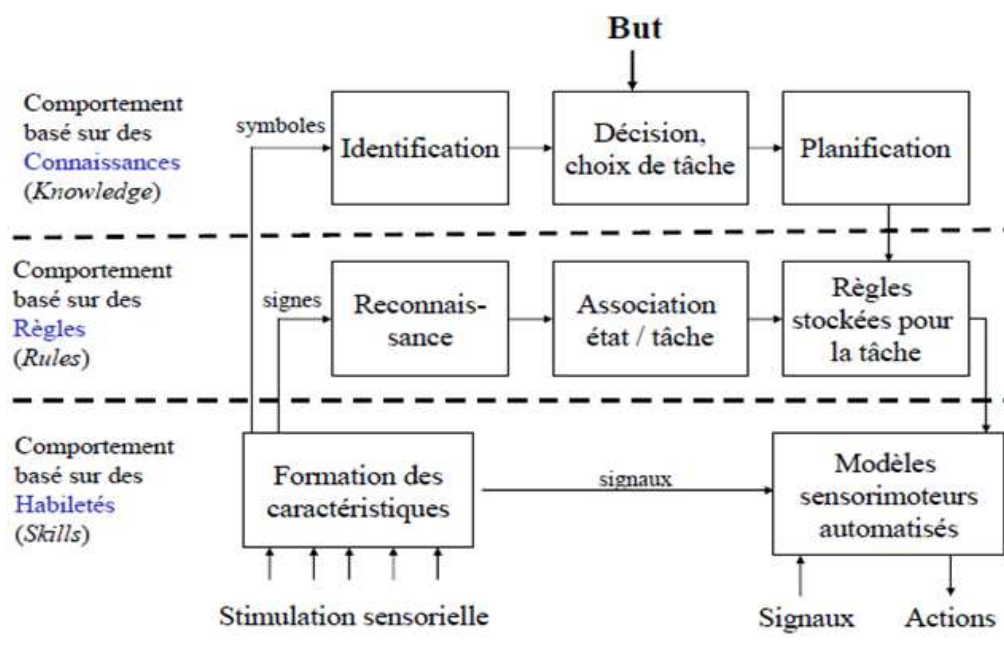 But
Comportement
basé sur des
Connaissances
(Knowledge)
symboles
Identification
Décision,
choix de tâche
Planification
Comportement
basé sur des
Règles
(Rules)
signes
Reconnais-
sance
Association
état / tâche
Règles
stockées pour
la tâche
Comportement
basé sur des
Habiletés
(Skills)
Formation des
caractéristiques
signaux
Modèles
sensorimoteurs
automatisés
Stimulation sensorielle
Signaux
Actions